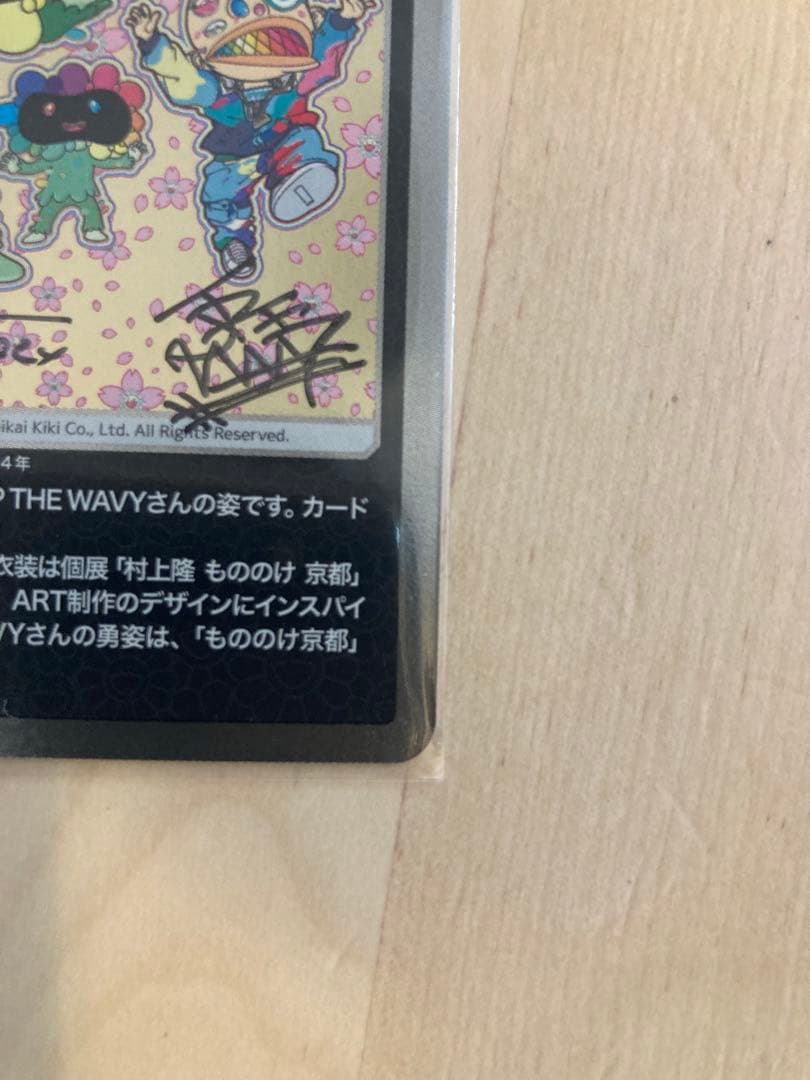 ikai Kiki Co., Ltd. All Rights Reserved.
4年
THE WAVYさんの姿です。カード
衣装は個展「村上隆 もののけ 京都」
ART制作のデザインにインスパイ
VYさんの勇姿は、「もののけ京都」